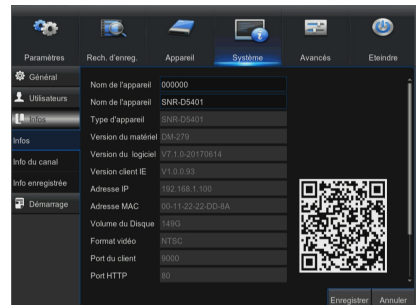 Paramètres Rech. d'enreg. Appareil Système Avancés Eteindre
Général
Utilisateurs
Infos
Infos
Info du canal
Info enregistrée
Démarrage
Nom de l'appareil 000000
Nom de l'appareil SNR-D5401
Type d'appareil SNR-D5401
Version du matériel DM-279
Version du logiciel V7.1.0-20170614
Version client IE V1.0.0.93
Adresse IP 192.168.1.100
Adresse MAC 00-11-22-22-DD-8A
Volume du Disque 149G
Format vidéo NTSC
Port du client 9000
Port HTTP 80
Enregistrer Annuler